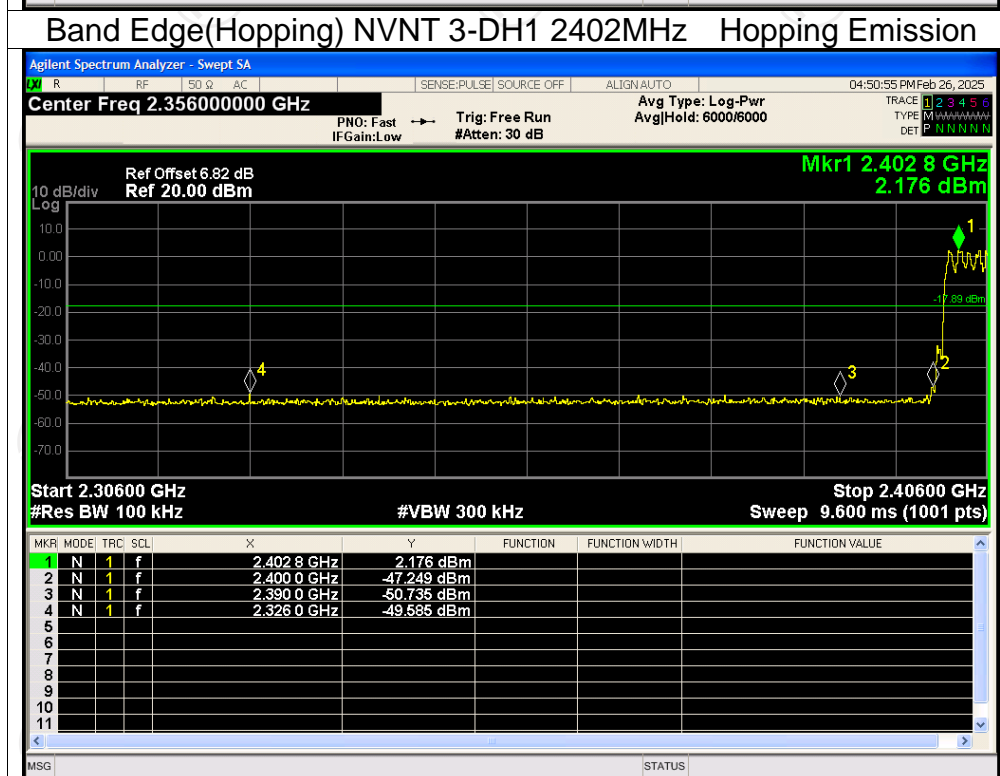 Band Edge(Hopping) NVNT 3-DH1 2402MHz Hopping Emission
Agilent Spectrum Analyzer - Swept SA
LXI R RF 50 Ω AC SENSE:PULSE SOURCE OFF ALIGN AUTO 04:50:55 PM Feb 26, 2025
Center Freq 2.356000000 GHz
PNO: Fast
IFGain:Low
Trig: Free Run
#Atten: 30 dB
Avg Type: Log-Pwr
Avg|Hold: 6000/6000
TRACE 1 2 3 4 5 6
TYPE M
DET P N N N N N
Mkr1 2.402 8 GHz
2.176 dBm
Ref Offset 6.82 dB
10 dB/div Ref 20.00 dBm
Log
10.0
0.00
-10.0
-20.0
-30.0
-40.0
-50.0
-60.0
-70.0
1
-17.89 dBm
2
3
4
Start 2.30600 GHz Stop 2.40600 GHz
#Res BW 100 kHz #VBW 300 kHz Sweep 9.600 ms (1001 pts)
MKR MODE TRC SCL X Y FUNCTION FUNCTION WIDTH FUNCTION VALUE
1 N 1 f 2.402 8 GHz 2.176 dBm
2 N 1 f 2.400 0 GHz -47.249 dBm
3 N 1 f 2.390 0 GHz -50.735 dBm
4 N 1 f 2.326 0 GHz -49.585 dBm
5
6
7
8
9
10
11
MSG STATUS